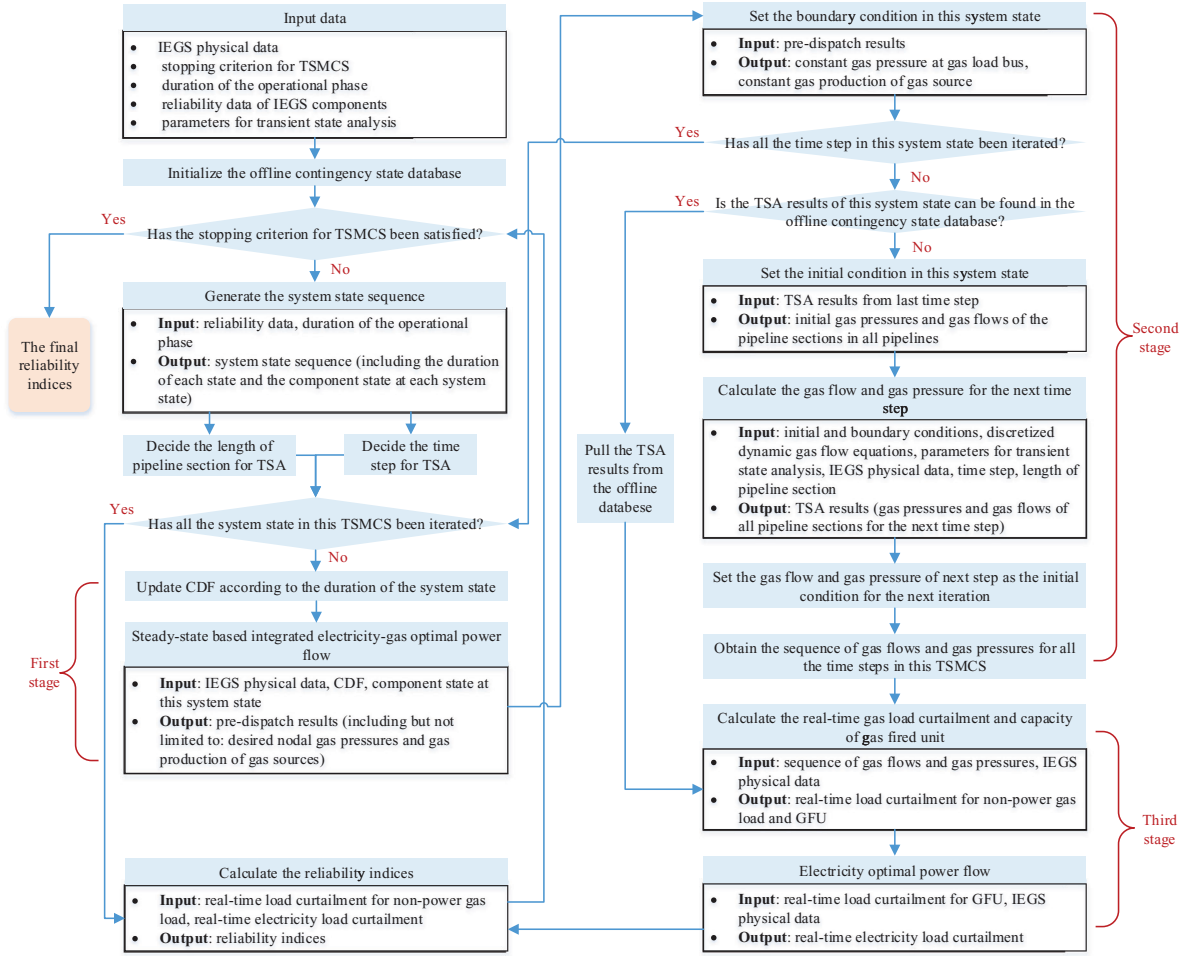 Input data
• IEGS physical data
• stopping criterion for TSMCS
• duration of the operational phase
• reliability data of IEGS components
• parameters for transient state analysis
Initialize the offline contingency state database
Yes
Has the stopping criterion for TSMCS been satisfied?
No
The final
reliability
indices
Generate the system state sequence
• Input: reliability data, duration of the operational
phase
• Output: system state sequence (including the duration
of each state and the component state at each system
state)
Decide the length of
pipeline section for TSA
Decide the time
step for TSA
Yes
Has all the system state in this TSMCS been iterated?
No
First
stage
Update CDF according to the duration of the system state
Steady-state based integrated electricity-gas optimal power
flow
• Input: IEGS physical data, CDF, component state at
this system state
• Output: pre-dispatch results (including but not
limited to: desired nodal gas pressures and gas
production of gas sources)
Calculate the reliability indices
• Input: real-time load curtailment for non-power gas
load, real-time electricity load curtailment
• Output: reliability indices
Set the boundary condition in this system state
• Input: pre-dispatch results
• Output: constant gas pressure at gas load bus,
constant gas production of gas source
Yes
Has all the time step in this system state been iterated?
No
Yes
Is the TSA results of this system state can be found in the
offline contingency state database?
No
Set the initial condition in this system state
• Input: TSA results from last time step
• Output: initial gas pressures and gas flows of the
pipeline sections in all pipelines
Second
stage
Calculate the gas flow and gas pressure for the next time
step
• Input: initial and boundary conditions, discretized
dynamic gas flow equations, parameters for transient
state analysis, IEGS physical data, time step, length of
pipeline section
• Output: TSA results (gas pressures and gas flows of
all pipeline sections for the next time step)
Pull the TSA
results from
the offline
databese
Set the gas flow and gas pressure of next step as the initial
condition for the next iteration
Obtain the sequence of gas flows and gas pressures for all
the time steps in this TSMCS
Calculate the real-time gas load curtailment and capacity
of gas fired unit
• Input: sequence of gas flows and gas pressures, IEGS
physical data
• Output: real-time load curtailment for non-power gas
load and GFU
Third
stage
Electricity optimal power flow
• Input: real-time load curtailment for GFU, IEGS
physical data
• Output: real-time electricity load curtailment